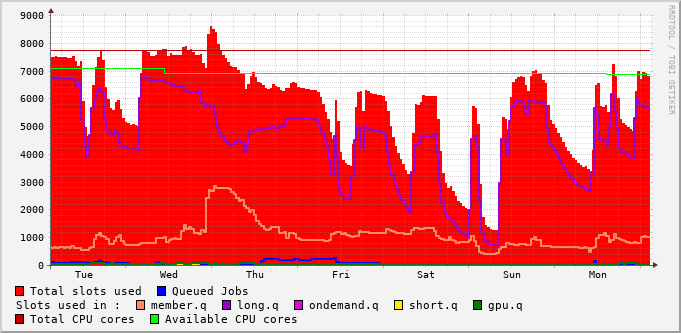 9000
8000
7000
6000
5000
4000
3000
2000
1000
0
Tue Wed Thu Fri Sat Sun Mon
RRDTOOL / TOBI OETIKER
Total slots used Queued Jobs
Slots used in : member.q long.q ondemand.q short.q gpu.q
Total CPU cores Available CPU cores